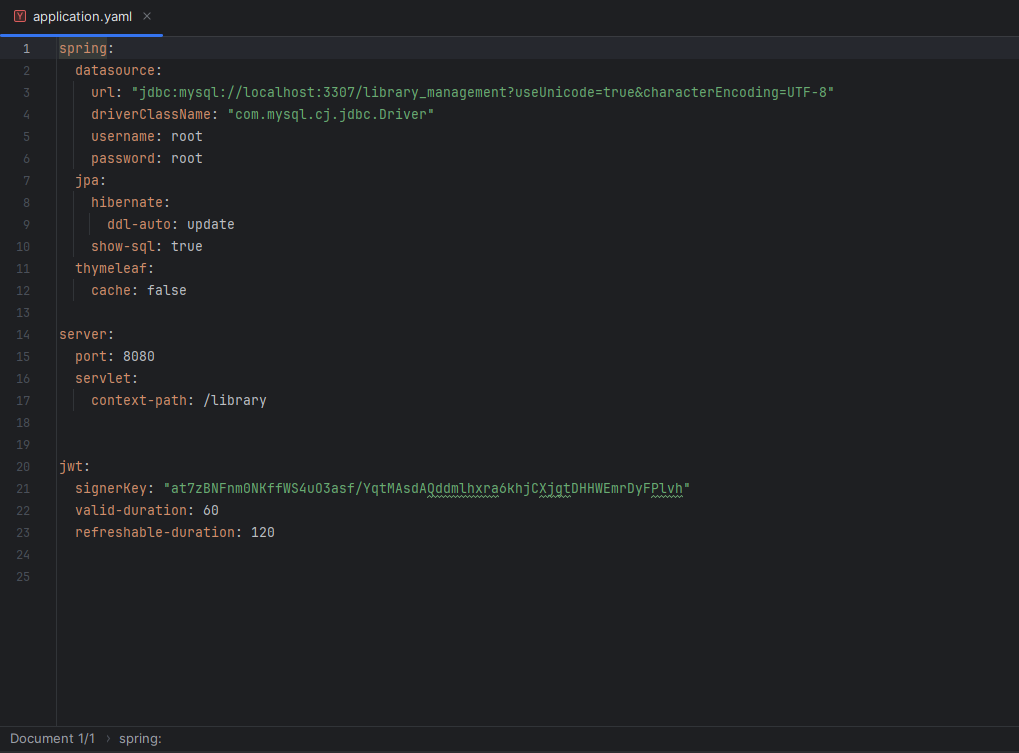 application.yaml
1 spring:
2   datasource:
3     url: "jdbc:mysql://localhost:3307/library_management?useUnicode=true&characterEncoding=UTF-8"
4     driverClassName: "com.mysql.cj.jdbc.Driver"
5     username: root
6     password: root
7   jpa:
8     hibernate:
9       ddl-auto: update
10     show-sql: true
11   thymeleaf:
12     cache: false
13
14 server:
15   port: 8080
16   servlet:
17     context-path: /library
18
19
20 jwt:
21   signerKey: "at7zBNFnm0NKffWS4uO3asf/YqtMAsdAQddmlhxra6khjCXjgtDHHWEmrDyFPlvh"
22   valid-duration: 60
23   refreshable-duration: 120
24
25
Document 1/1 › spring: